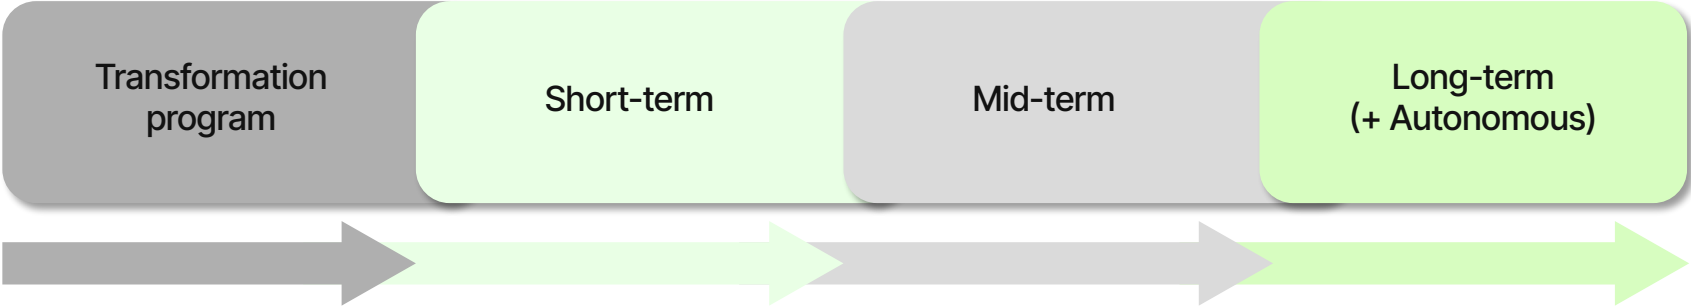 Transformation
program
Short-term
Mid-term
Long-term
(+ Autonomous)